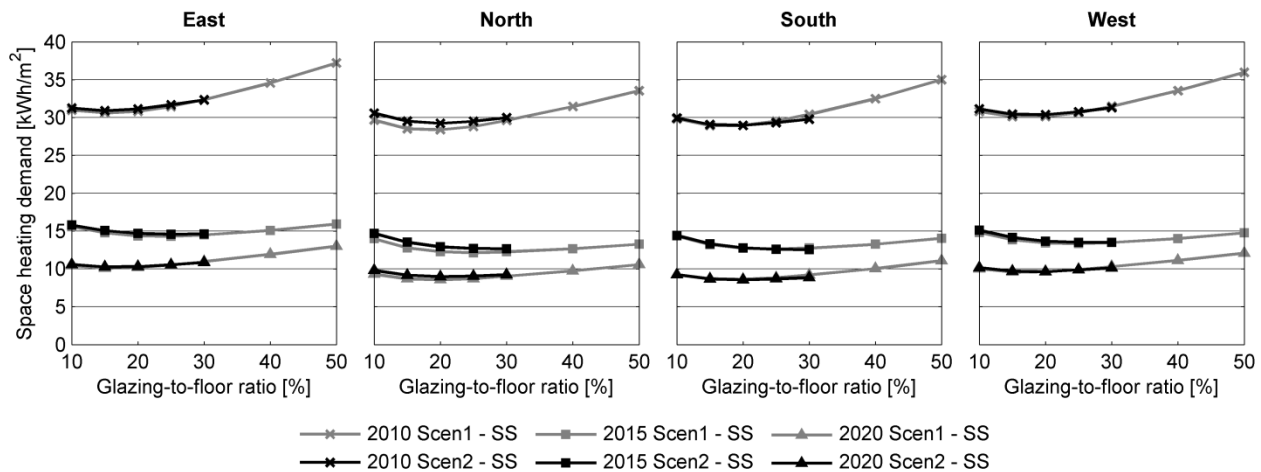 East North South West
Space heating demand [kWh/m²]
40
35
30
25
20
15
10
5
0
10 20 30 40 50 10 20 30 40 50 10 20 30 40 50 10 20 30 40 50
Glazing-to-floor ratio [%] Glazing-to-floor ratio [%] Glazing-to-floor ratio [%] Glazing-to-floor ratio [%]
2010 Scen1 - SS 2015 Scen1 - SS 2020 Scen1 - SS
2010 Scen2 - SS 2015 Scen2 - SS 2020 Scen2 - SS